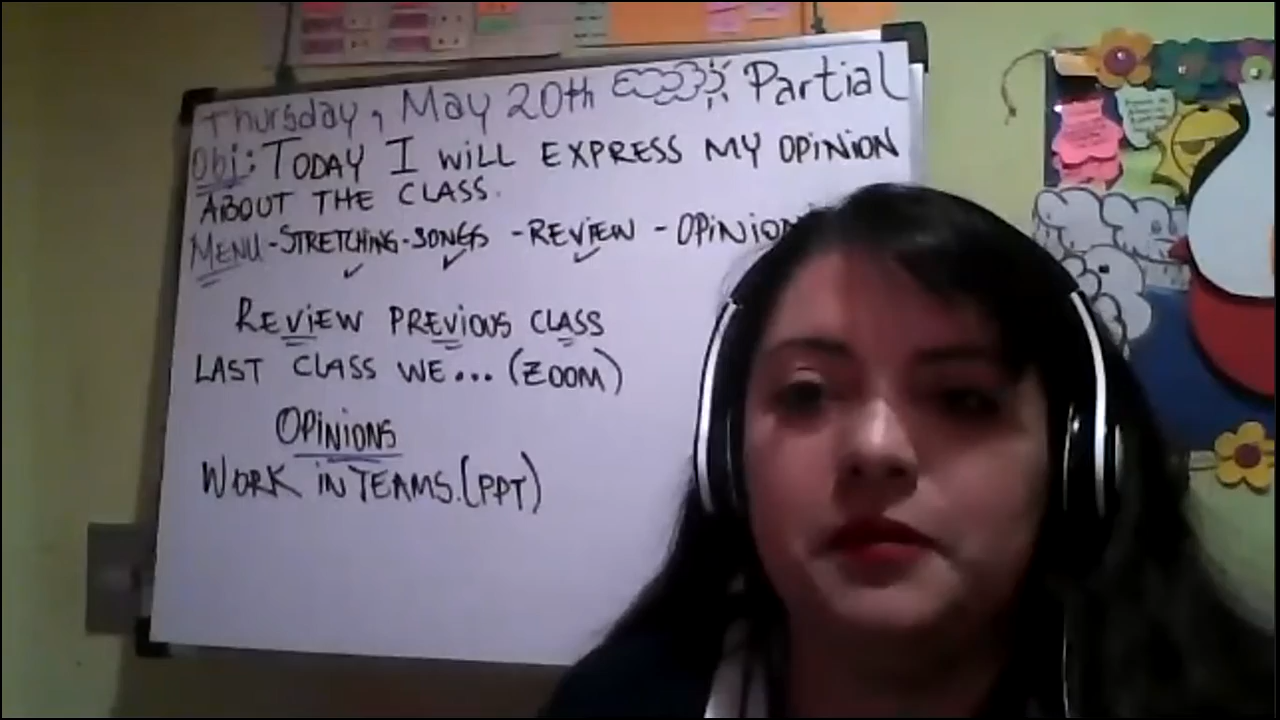 Thursday, May 20th Partial
Obj: TODAY I WILL EXPRESS MY OPINION
ABOUT THE CLASS.
MENU - STRETCHING - SONGS - REVIEW - OPINION
REVIEW PREVIOUS CLASS
LAST CLASS WE... (ZOOM)
OPINIONS
WORK IN TEAMS. (PPT)